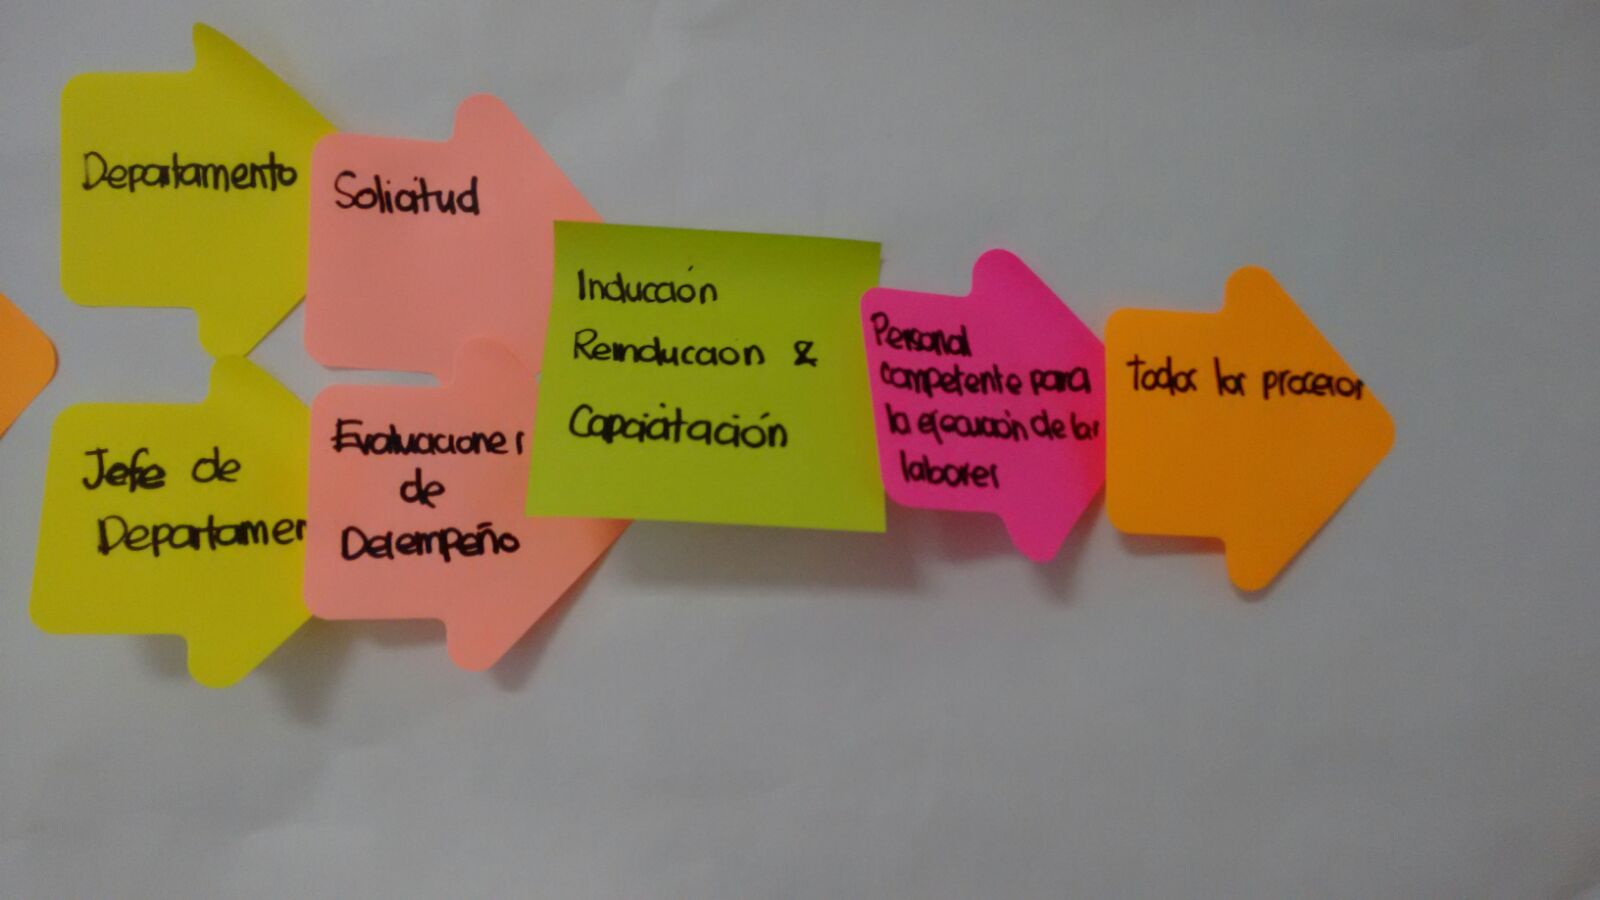 Departamento
Solicitud
Inducción
Reinducción &
Capacitación
Personal
competente para
la ejecución de las
labores
Todos los procesos
Jefe de
Departamen
Evaluaciones
de
Desempeño